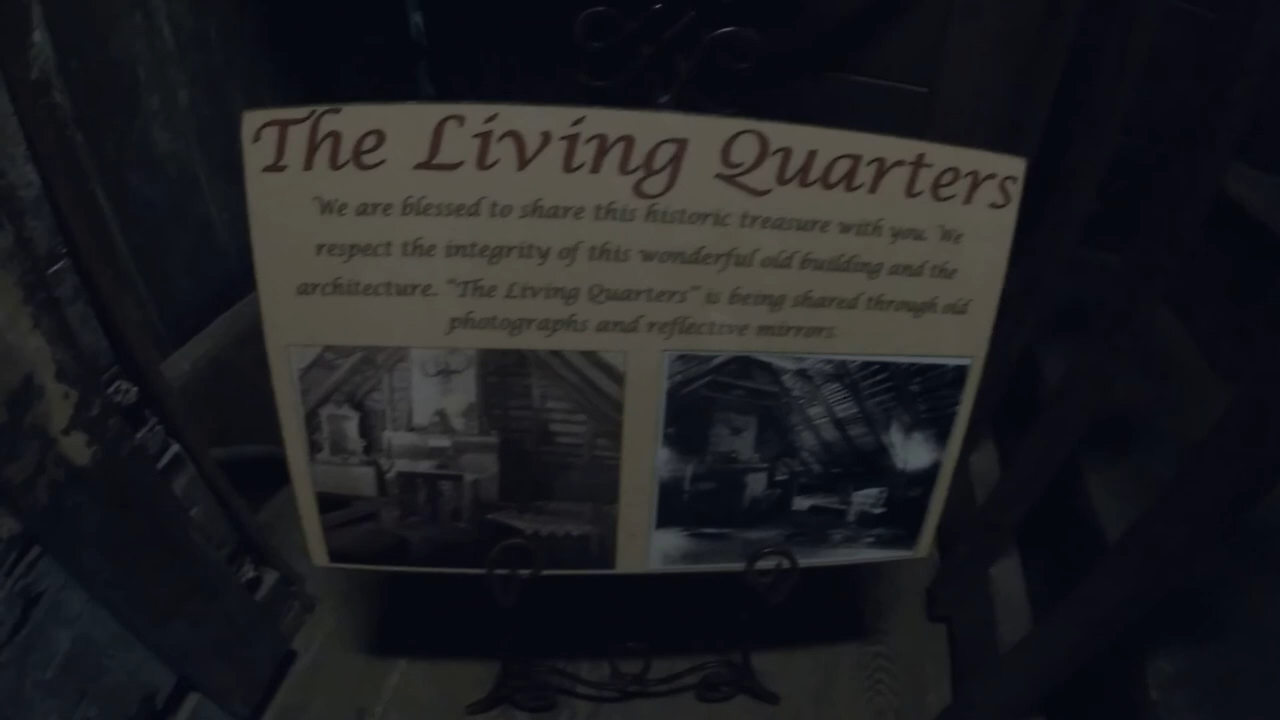 The Living Quarters
We are blessed to share this historic treasure with you. We
respect the integrity of this wonderful old building and the
architecture. "The Living Quarters" is being shared through old
photographs and reflective mirrors.